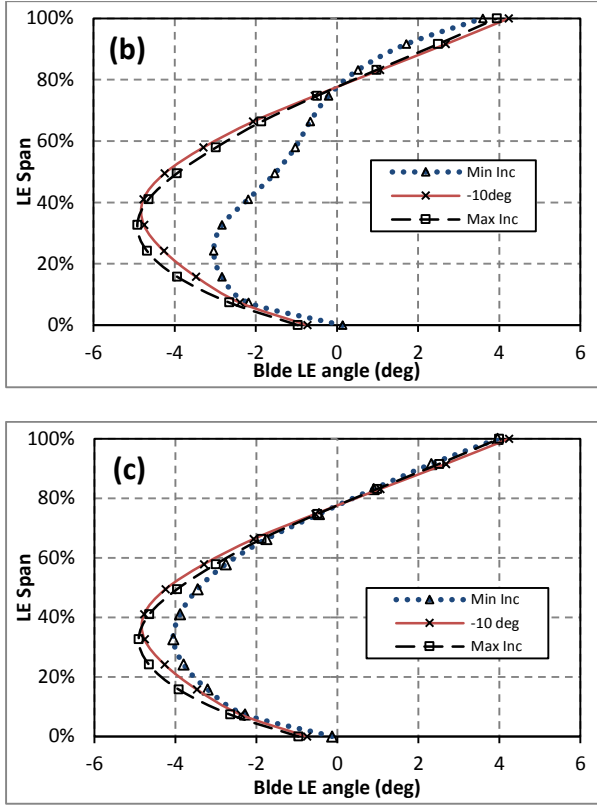 (b)
100%
80%
60%
40%
20%
0%
LE Span
Min Inc
-10deg
Max Inc
-6 -4 -2 0 2 4 6
Blde LE angle (deg)
(c)
100%
80%
60%
40%
20%
0%
LE Span
Min Inc
-10 deg
Max Inc
-6 -4 -2 0 2 4 6
Blde LE angle (deg)